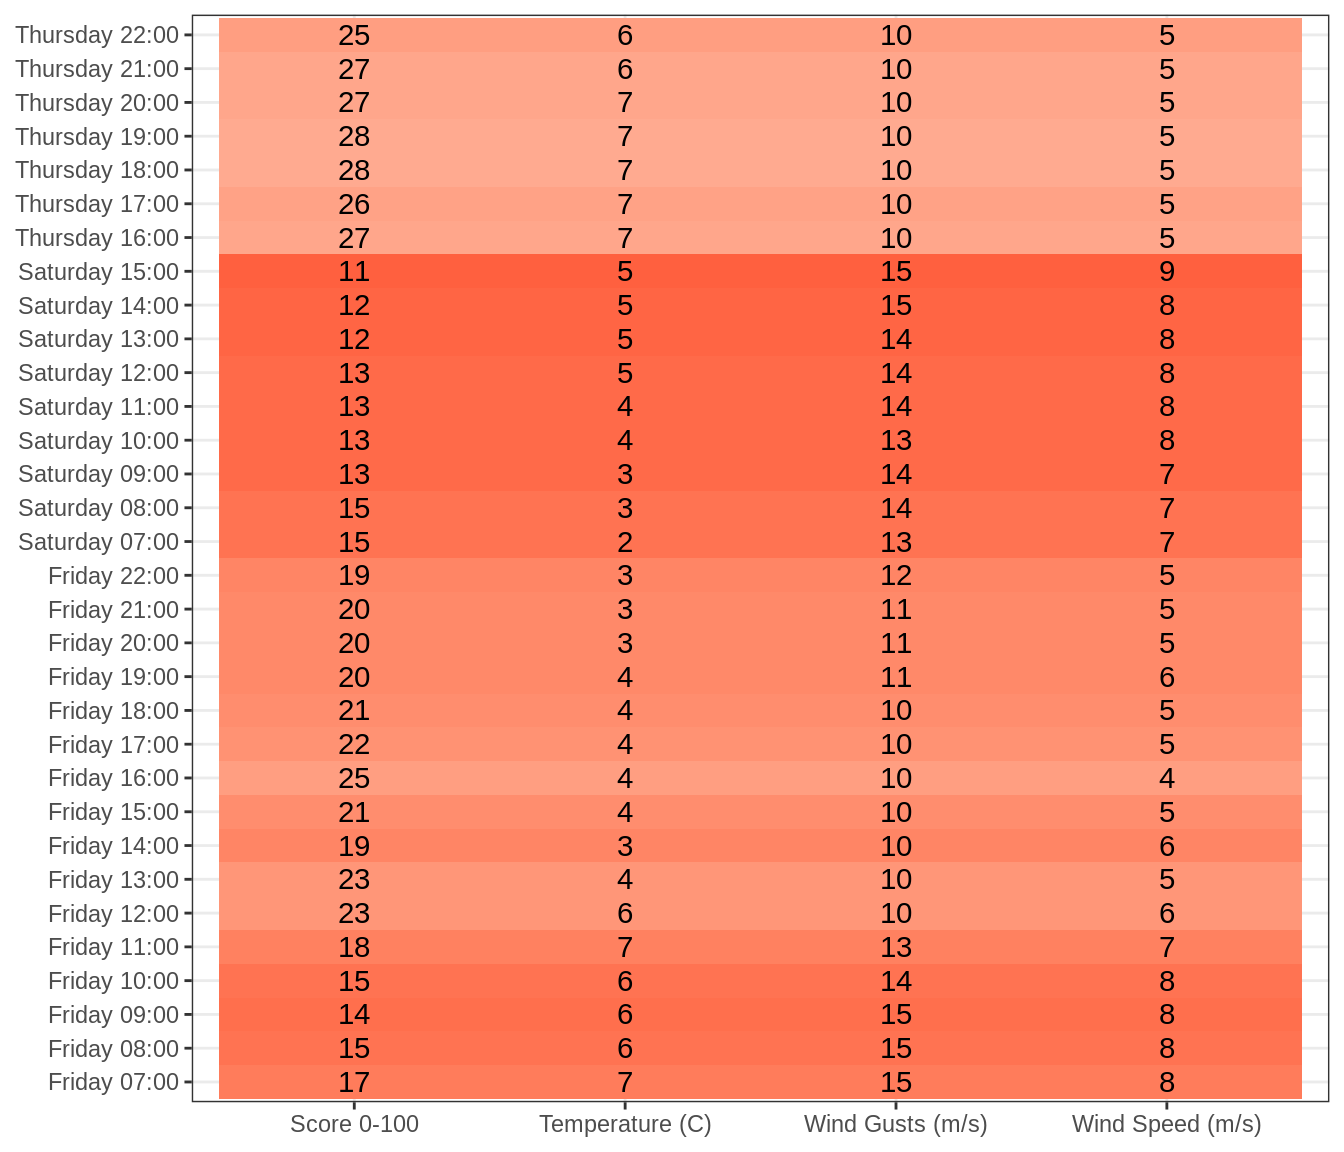 Thursday 22:00 25 6 10 5
Thursday 21:00 27 6 10 5
Thursday 20:00 27 7 10 5
Thursday 19:00 28 7 10 5
Thursday 18:00 28 7 10 5
Thursday 17:00 26 7 10 5
Thursday 16:00 27 7 10 5
Saturday 15:00 11 5 15 9
Saturday 14:00 12 5 15 8
Saturday 13:00 12 5 14 8
Saturday 12:00 13 5 14 8
Saturday 11:00 13 4 14 8
Saturday 10:00 13 4 13 8
Saturday 09:00 13 3 14 7
Saturday 08:00 15 3 14 7
Saturday 07:00 15 2 13 7
Friday 22:00 19 3 12 5
Friday 21:00 20 3 11 5
Friday 20:00 20 3 11 5
Friday 19:00 20 4 11 6
Friday 18:00 21 4 10 5
Friday 17:00 22 4 10 5
Friday 16:00 25 4 10 4
Friday 15:00 21 4 10 5
Friday 14:00 19 3 10 6
Friday 13:00 23 4 10 5
Friday 12:00 23 6 10 6
Friday 11:00 18 7 13 7
Friday 10:00 15 6 14 8
Friday 09:00 14 6 15 8
Friday 08:00 15 6 15 8
Friday 07:00 17 7 15 8
Score 0-100 Temperature (C) Wind Gusts (m/s) Wind Speed (m/s)